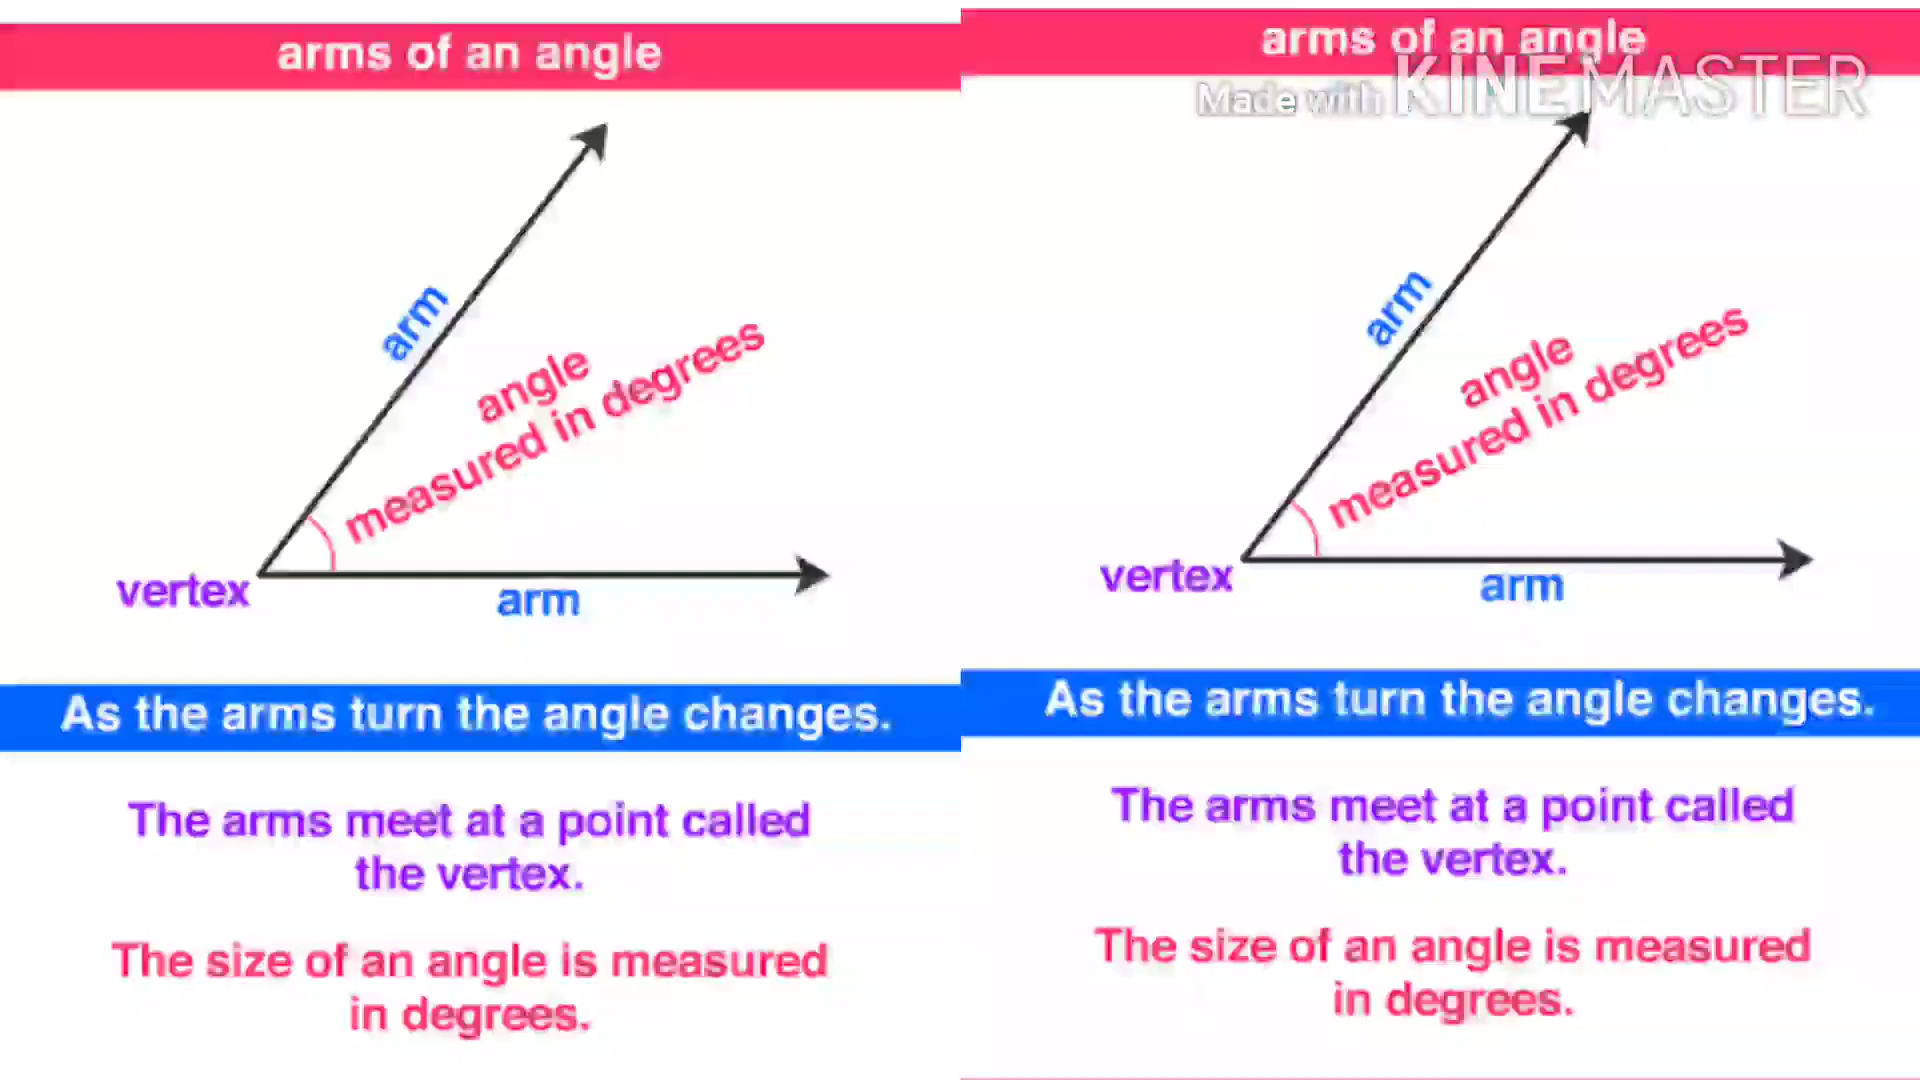 arms of an angle
arm
angle
measured in degrees
vertex
arm
As the arms turn the angle changes.
The arms meet at a point called
the vertex.
The size of an angle is measured
in degrees.
arms of an angle
Made with KINEMASTER
arm
angle
measured in degrees
vertex
arm
As the arms turn the angle changes.
The arms meet at a point called
the vertex.
The size of an angle is measured
in degrees.